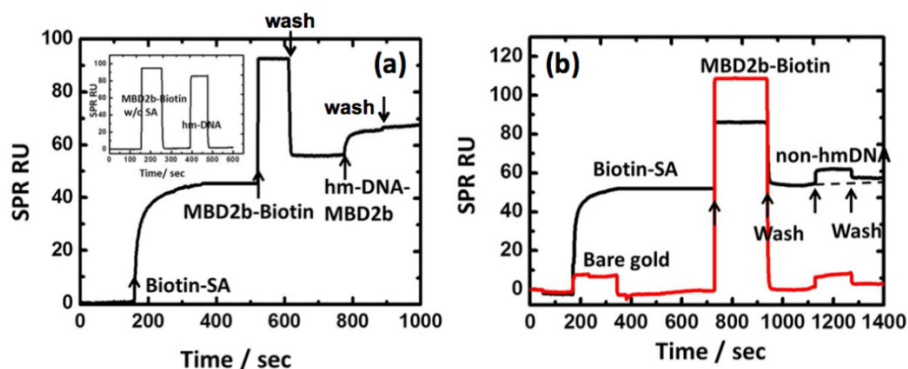 wash
(a)
MBD2b-Biotin
w/o SA
hm-DNA
SPR RU
Time/ sec
0 100 200 300 400 500 600
0
20
40
60
80
100
wash
hm-DNA-
MBD2b
MBD2b-Biotin
Biotin-SA
SPR RU
0
20
40
60
80
100
0 200 400 600 800 1000
Time / sec
(b)
MBD2b-Biotin
Biotin-SA
non-hmDNA
Bare gold
Wash
Wash
SPR RU
0
20
40
60
80
100
120
0 200 400 600 800 1000 1200 1400
Time / sec